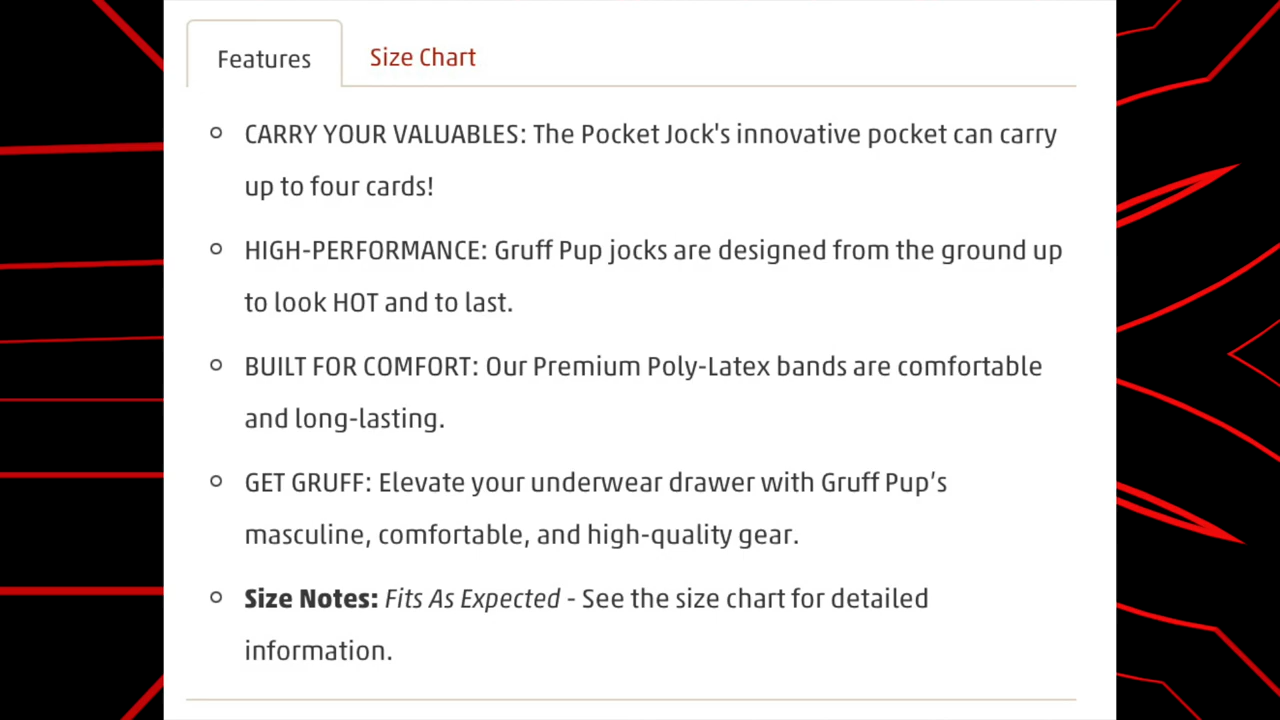 Features
Size Chart
CARRY YOUR VALUABLES: The Pocket Jock's innovative pocket can carry
up to four cards!
HIGH-PERFORMANCE: Gruff Pup jocks are designed from the ground up
to look HOT and to last.
BUILT FOR COMFORT: Our Premium Poly-Latex bands are comfortable
and long-lasting.
GET GRUFF: Elevate your underwear drawer with Gruff Pup’s
masculine, comfortable, and high-quality gear.
Size Notes: Fits As Expected - See the size chart for detailed
information.